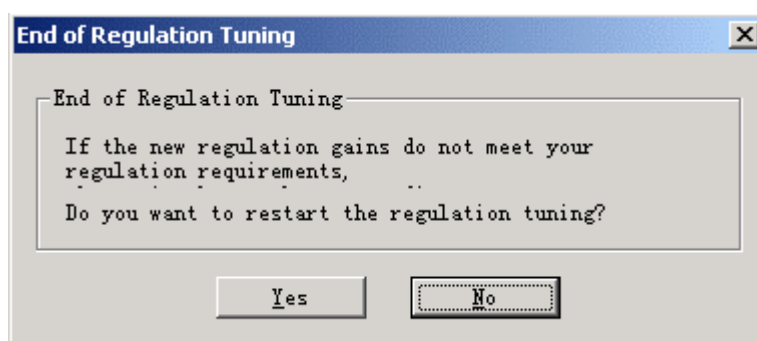 End of Regulation Tuning
End of Regulation Tuning
If the new regulation gains do not meet your
regulation requirements,
Do you want to restart the regulation tuning?
Yes
No